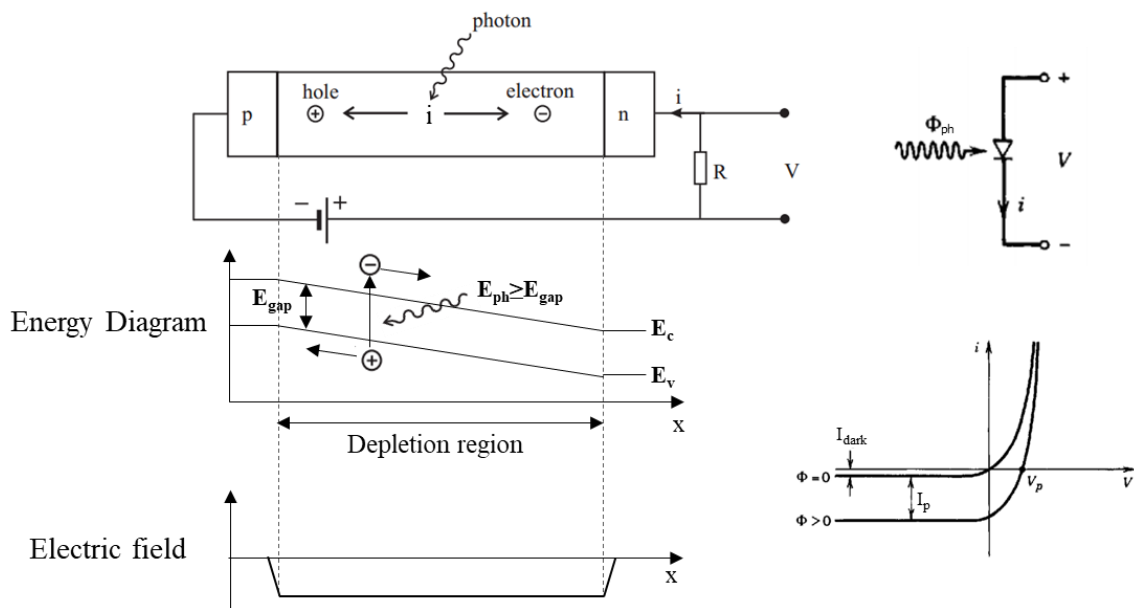 photon
hole
electron
⊕
⊖
p
i
n
i
R
V
−
+
Φph
+
V
i
−
Energy Diagram
Egap
⊖
Eph≥Egap
⊕
Ec
Ev
x
Depletion region
Electric field
x
i
Idark
Φ=0
Ip
Φ>0
Vp
V